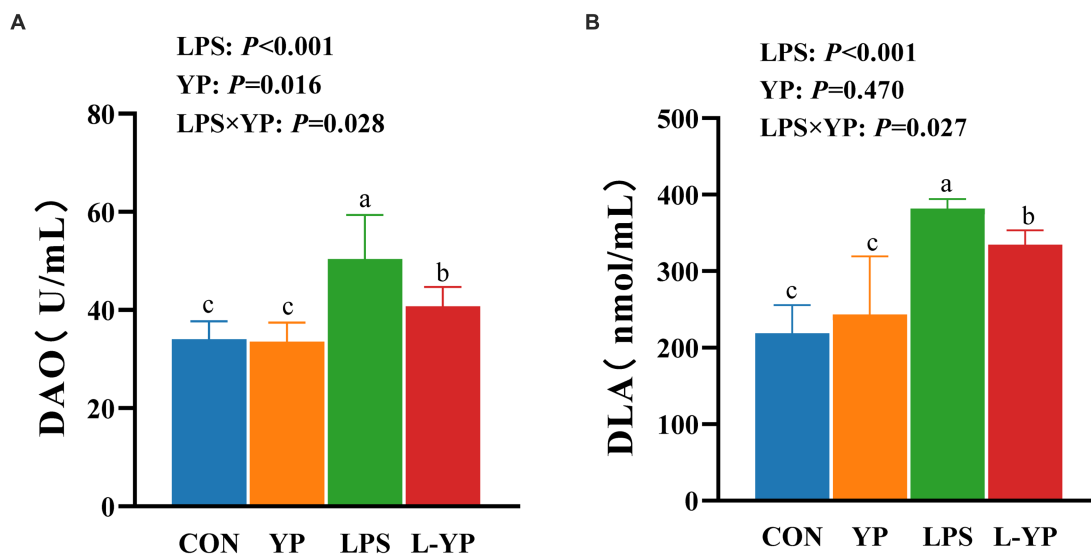 A
LPS: P<0.001
YP: P=0.016
LPS×YP: P=0.028
DAO( U/mL)
80
60
40
20
0
c
c
a
b
CON YP LPS L-YP
B
LPS: P<0.001
YP: P=0.470
LPS×YP: P=0.027
DLA( nmol/mL)
500
400
300
200
100
0
c
c
a
b
CON YP LPS L-YP